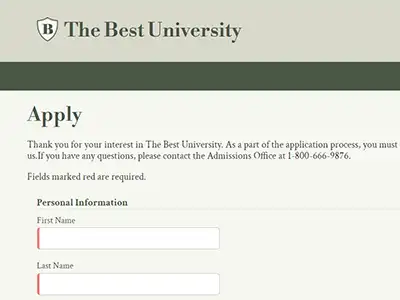 B The Best University
Apply
Thank you for your interest in The Best University. As a part of the application process, you must
us.If you have any questions, please contact the Admissions Office at 1-800-666-9876.
Fields marked red are required.
Personal Information
First Name
Last Name